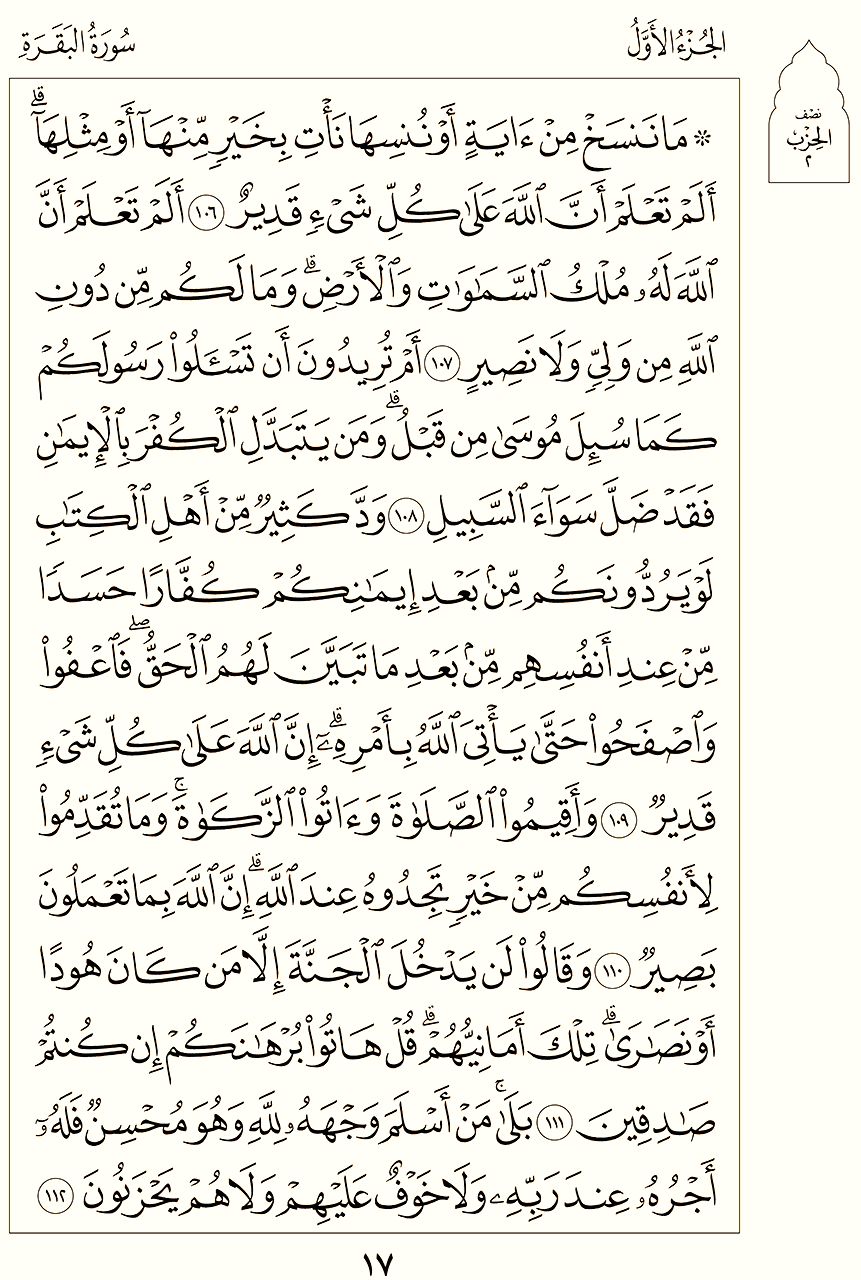 سُورَةُ البَقَرَةِ
الجُزْءُ الأَوَّلُ
نصْف
الحِزْب
٢
۞ مَا نَنسَخْ مِنْ ءَايَةٍ أَوْ نُنسِهَا نَأْتِ بِخَيْرٍ مِّنْهَآ أَوْ مِثْلِهَآۗ
أَلَمْ تَعْلَمْ أَنَّ ٱللَّهَ عَلَىٰ كُلِّ شَىْءٍ قَدِيرٌ ١٠٦ أَلَمْ تَعْلَمْ أَنَّ
ٱللَّهَ لَهُۥ مُلْكُ ٱلسَّمَٰوَٰتِ وَٱلْأَرْضِۗ وَمَا لَكُم مِّن دُونِ
ٱللَّهِ مِن وَلِىٍّ وَلَا نَصِيرٍ ١٠٧ أَمْ تُرِيدُونَ أَن تَسْـَٔلُوا۟ رَسُولَكُمْ
كَمَا سُئِلَ مُوسَىٰ مِن قَبْلُۗ وَمَن يَتَبَدَّلِ ٱلْكُفْرَ بِٱلْإِيمَٰنِ
فَقَدْ ضَلَّ سَوَآءَ ٱلسَّبِيلِ ١٠٨ وَدَّ كَثِيرٌ مِّنْ أَهْلِ ٱلْكِتَٰبِ
لَوْ يَرُدُّونَكُم مِّنۢ بَعْدِ إِيمَٰنِكُمْ كُفَّارًا حَسَدًا
مِّنْ عِندِ أَنفُسِهِم مِّنۢ بَعْدِ مَا تَبَيَّنَ لَهُمُ ٱلْحَقُّۖ فَٱعْفُوا۟
وَٱصْفَحُوا۟ حَتَّىٰ يَأْتِىَ ٱللَّهُ بِأَمْرِهِۦٓۗ إِنَّ ٱللَّهَ عَلَىٰ كُلِّ شَىْءٍ
قَدِيرٌ ١٠٩ وَأَقِيمُوا۟ ٱلصَّلَوٰةَ وَءَاتُوا۟ ٱلزَّكَوٰةَۚ وَمَا تُقَدِّمُوا۟
لِأَنفُسِكُم مِّنْ خَيْرٍ تَجِدُوهُ عِندَ ٱللَّهِۗ إِنَّ ٱللَّهَ بِمَا تَعْمَلُونَ
بَصِيرٌ ١١٠ وَقَالُوا۟ لَن يَدْخُلَ ٱلْجَنَّةَ إِلَّا مَن كَانَ هُودًا
أَوْ نَصَٰرَىٰۗ تِلْكَ أَمَانِيُّهُمْۗ قُلْ هَاتُوا۟ بُرْهَٰنَكُمْ إِن كُنتُمْ
صَٰدِقِينَ ١١١ بَلَىٰۚ مَنْ أَسْلَمَ وَجْهَهُۥ لِلَّهِ وَهُوَ مُحْسِنٌ فَلَهُۥٓ
أَجْرُهُۥ عِندَ رَبِّهِۦ وَلَا خَوْفٌ عَلَيْهِمْ وَلَا هُمْ يَحْزَنُونَ ١١٢
١٧